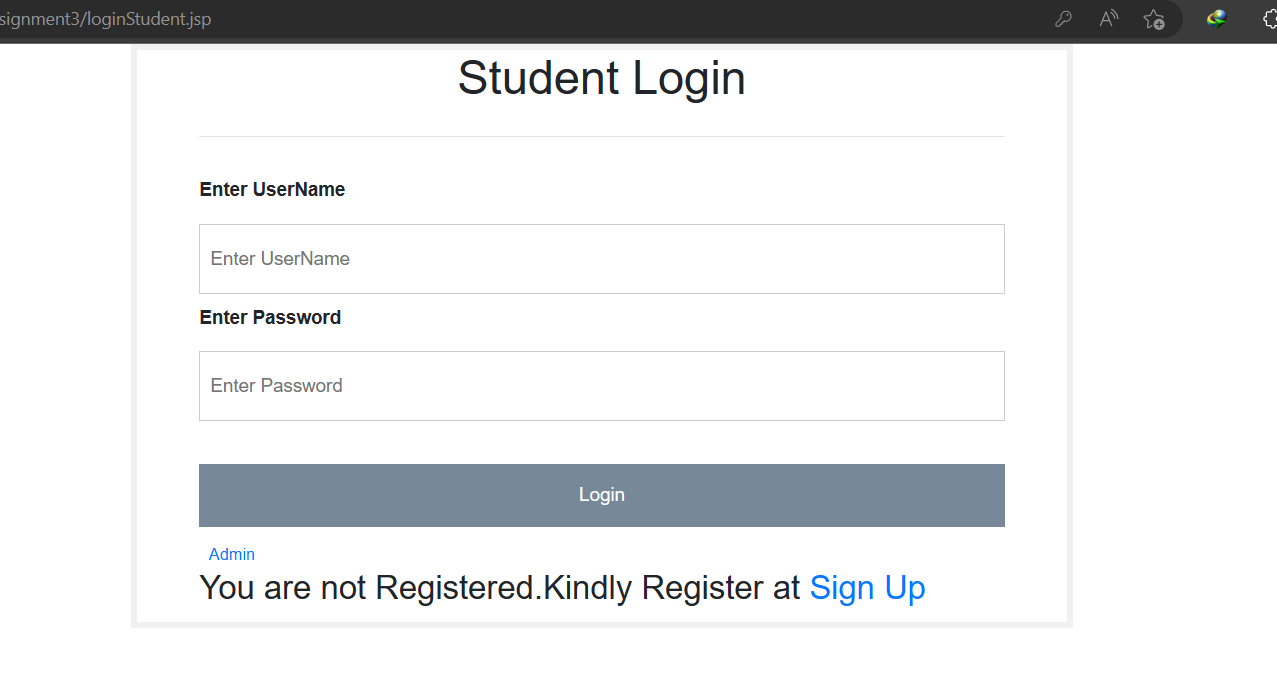 signment3/loginStudent.jsp
Student Login
Enter UserName
Enter UserName
Enter Password
Enter Password
Login
Admin
You are not Registered.Kindly Register at Sign Up